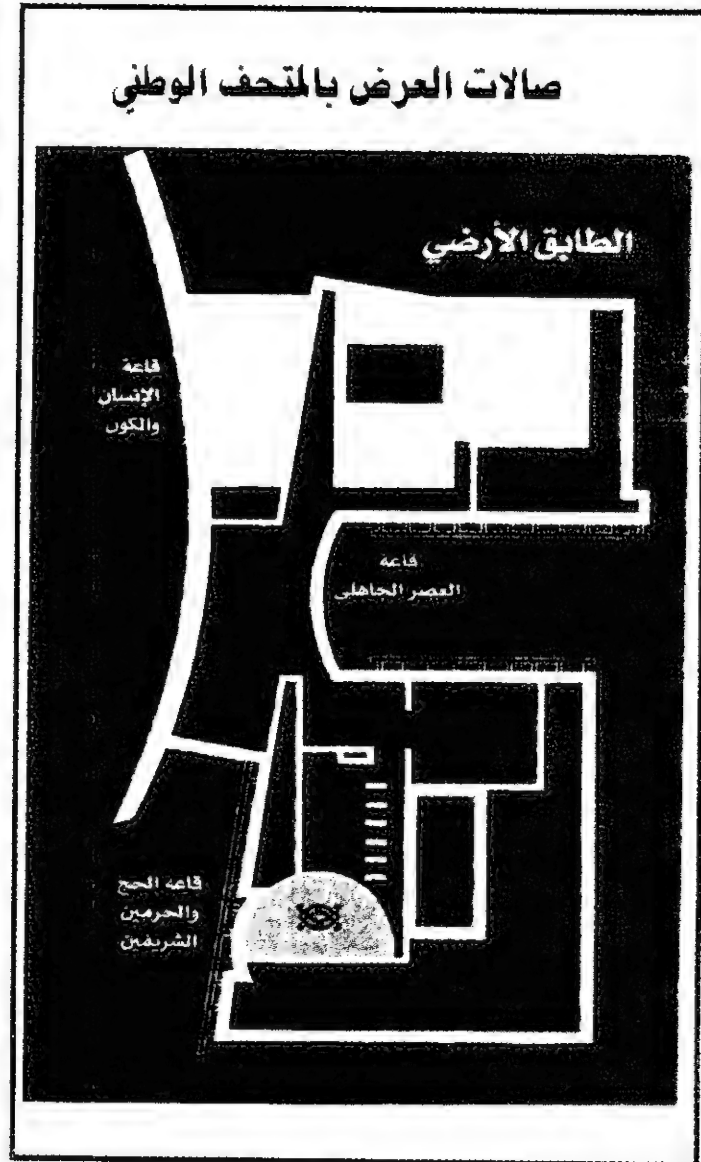 صالات العرض بالمتحف الوطني
الطابق الأرضي
قاعة
الإنسان
والكون
قاعة
العصر الجاهلي
قاعة الحج
والحرمين
الشريفين